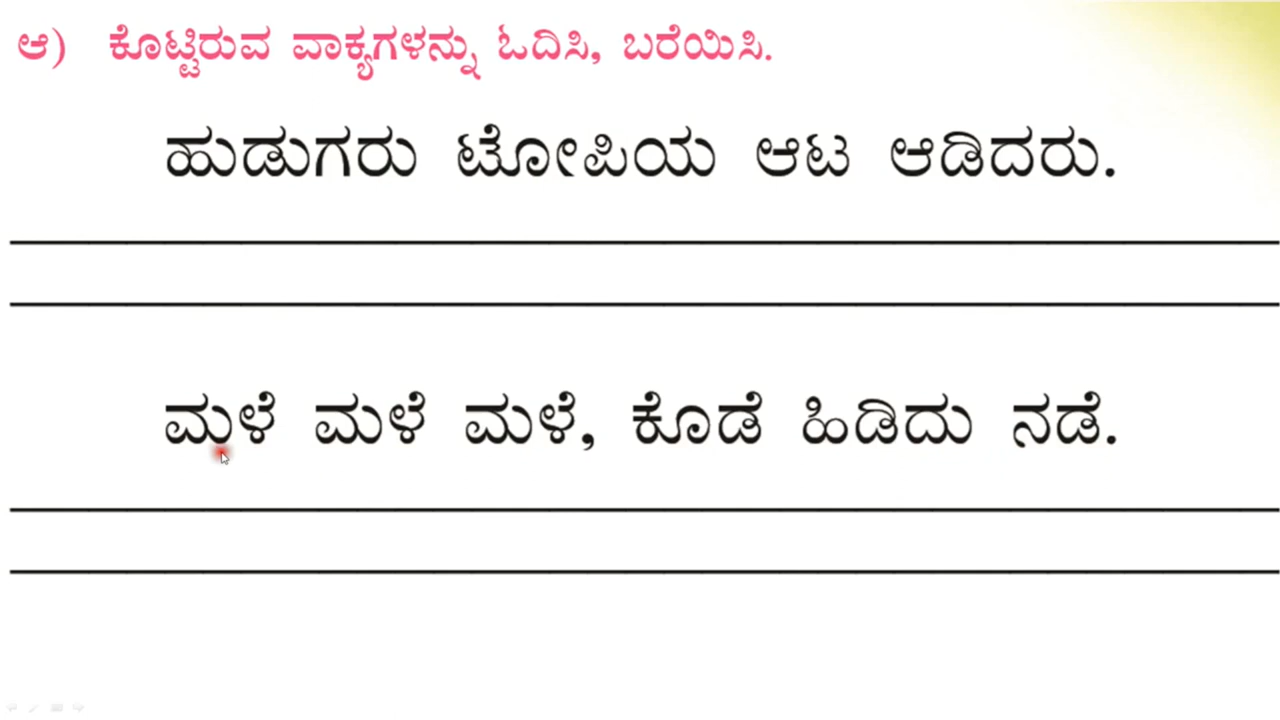 ಆ) ಕೊಟ್ಟಿರುವ ವಾಕ್ಯಗಳನ್ನು ಓದಿಸಿ, ಬರೆಯಿಸಿ.
ಹುಡುಗರು ಟೋಪಿಯ ಆಟ ಆಡಿದರು.
ಮಳೆ ಮಳೆ ಮಳೆ, ಕೊಡೆ ಹಿಡಿದು ನಡೆ.